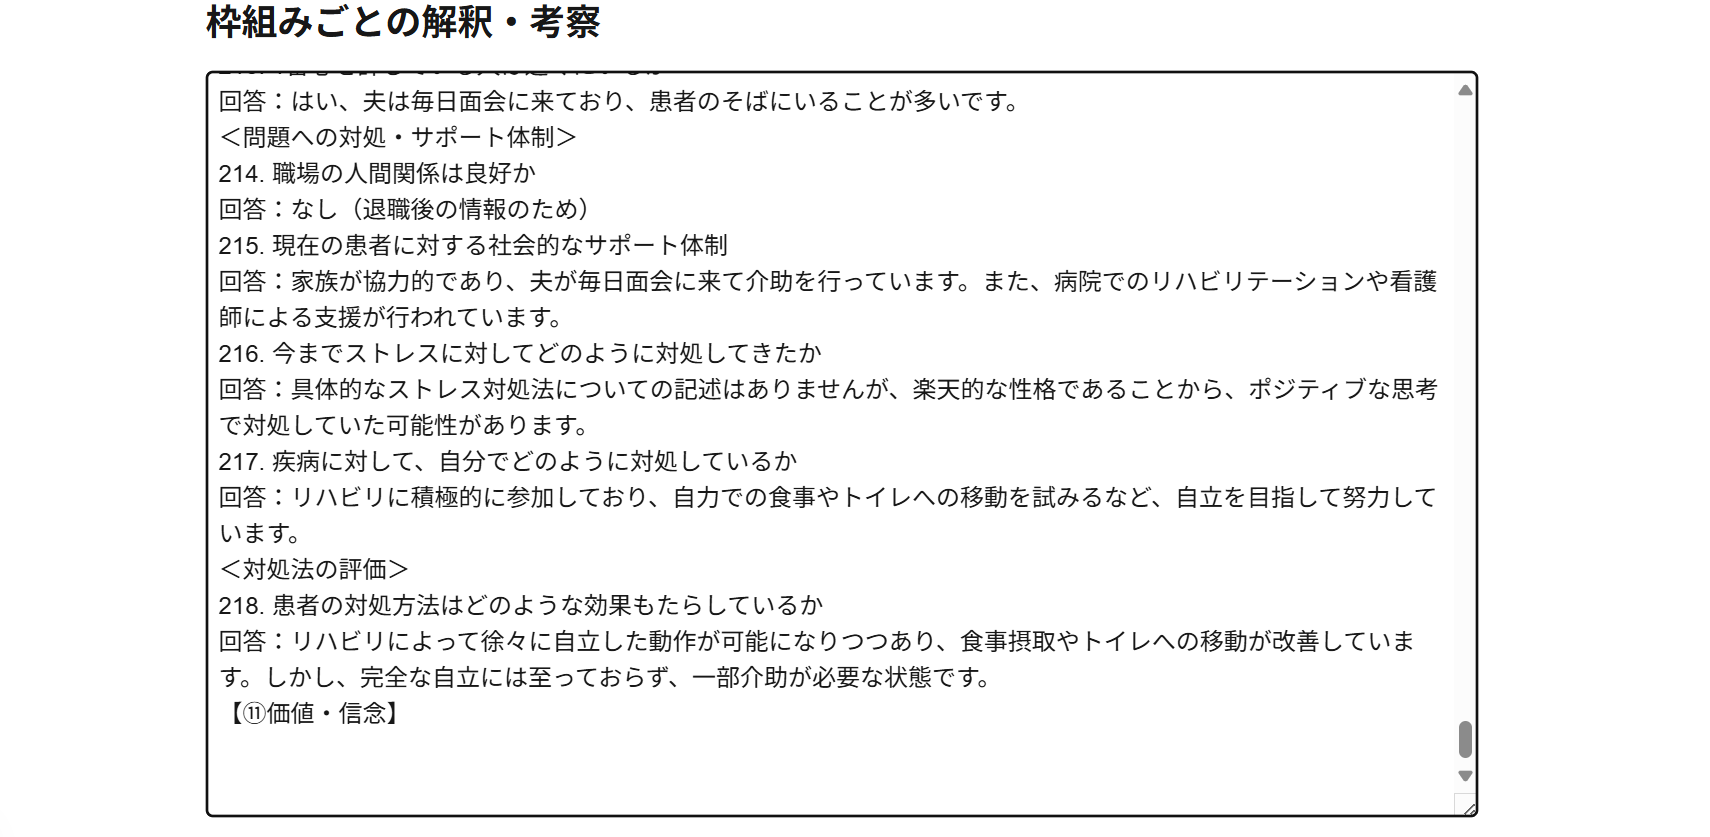 枠組みごとの解釈・考察
回答：はい、夫は毎日面会に来ており、患者のそばにいることが多いです。
＜問題への対処・サポート体制＞
214. 職場の人間関係は良好か
回答：なし（退職後の情報のため）
215. 現在の患者に対する社会的なサポート体制
回答：家族が協力的であり、夫が毎日面会に来て介助を行っています。また、病院でのリハビリテーションや看護
師による支援が行われています。
216. 今までストレスに対してどのように対処してきたか
回答：具体的なストレス対処法についての記述はありませんが、楽天的な性格であることから、ポジティブな思考
で対処していた可能性があります。
217. 疾病に対して、自分でどのように対処しているか
回答：リハビリに積極的に参加しており、自力での食事やトイレへの移動を試みるなど、自立を目指して努力して
います。
＜対処法の評価＞
218. 患者の対処方法はどのような効果もたらしているか
回答：リハビリによって徐々に自立した動作が可能になりつつあり、食事摂取やトイレへの移動が改善していま
す。しかし、完全な自立には至っておらず、一部介助が必要な状態です。
【⑪価値・信念】